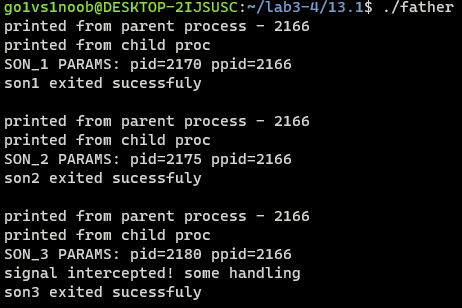 go1vs1noob@DESKTOP-2IJSUSC:~/lab3-4/13.1$ ./father
printed from parent process - 2166
printed from child proc
SON_1 PARAMS: pid=2170 ppid=2166
son1 exited sucessfuly
printed from parent process - 2166
printed from child proc
SON_2 PARAMS: pid=2175 ppid=2166
son2 exited sucessfuly
printed from parent process - 2166
printed from child proc
SON_3 PARAMS: pid=2180 ppid=2166
signal intercepted! some handling
son3 exited sucessfuly